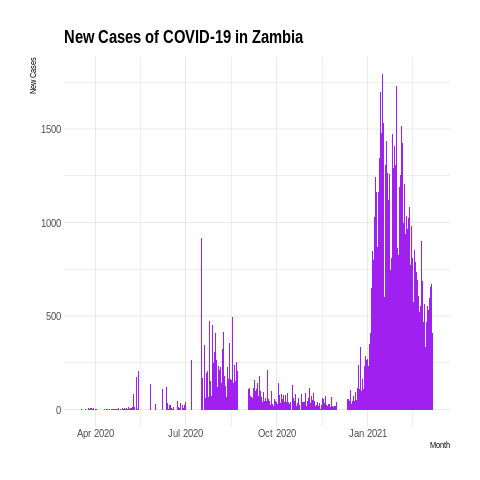 New Cases of COVID-19 in Zambia
New Cases
1500
1000
500
0
Apr 2020 Jul 2020 Oct 2020 Jan 2021
Month